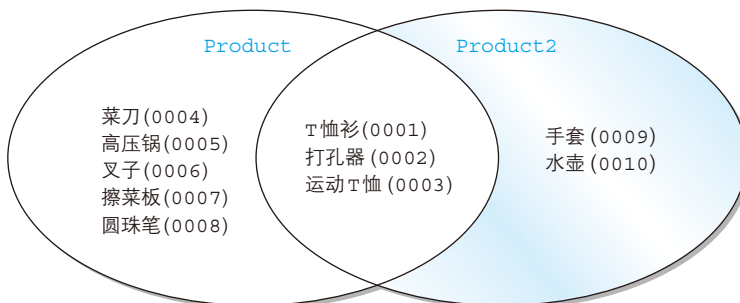 Product
Product2
菜刀(0004)
高压锅(0005)
叉子(0006)
擦菜板(0007)
圆珠笔(0008)
T恤衫(0001)
打孔器(0002)
运动T恤(0003)
手套(0009)
水壶(0010)